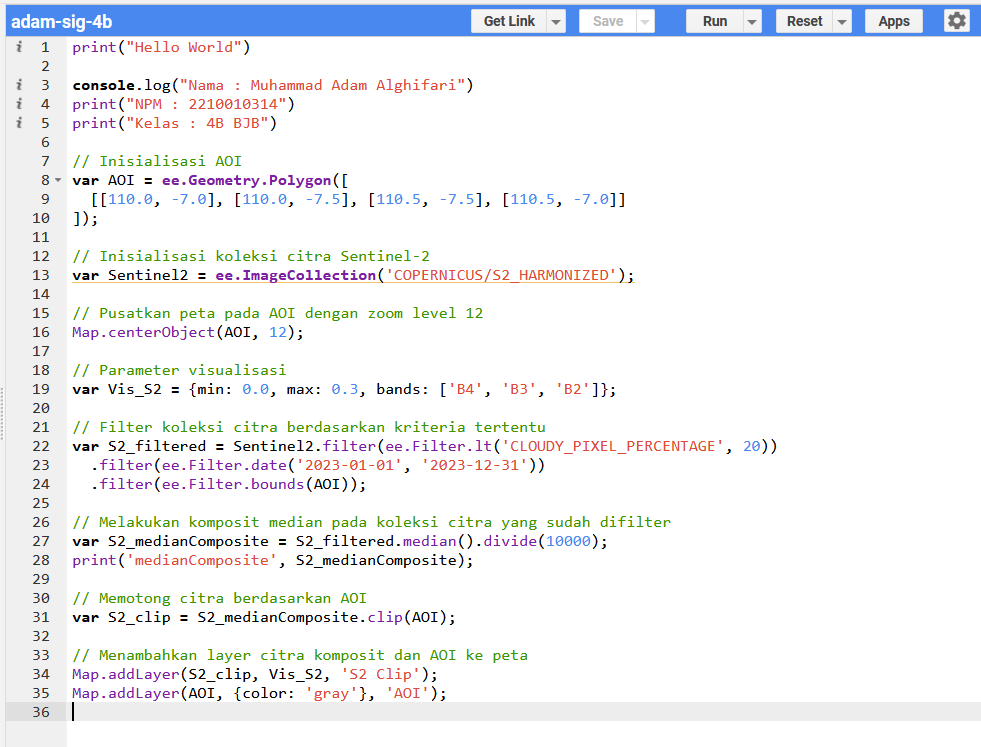 adam-sig-4b Get Link Save Run Reset Apps
i 1 print("Hello World")
2
i 3 console.log("Nama : Muhammad Adam Alghifari")
i 4 print("NPM : 2210010314")
i 5 print("Kelas : 4B BJB")
6
7 // Inisialisasi AOI
8 var AOI = ee.Geometry.Polygon([
9 [[110.0, -7.0], [110.0, -7.5], [110.5, -7.5], [110.5, -7.0]]
10 ]);
11
12 // Inisialisasi koleksi citra Sentinel-2
13 var Sentinel2 = ee.ImageCollection('COPERNICUS/S2_HARMONIZED');
14
15 // Pusatkan peta pada AOI dengan zoom level 12
16 Map.centerObject(AOI, 12);
17
18 // Parameter visualisasi
19 var Vis_S2 = {min: 0.0, max: 0.3, bands: ['B4', 'B3', 'B2']};
20
21 // Filter koleksi citra berdasarkan kriteria tertentu
22 var S2_filtered = Sentinel2.filter(ee.Filter.lt('CLOUDY_PIXEL_PERCENTAGE', 20))
23 .filter(ee.Filter.date('2023-01-01', '2023-12-31'))
24 .filter(ee.Filter.bounds(AOI));
25
26 // Melakukan komposit median pada koleksi citra yang sudah difilter
27 var S2_medianComposite = S2_filtered.median().divide(10000);
28 print('medianComposite', S2_medianComposite);
29
30 // Memotong citra berdasarkan AOI
31 var S2_clip = S2_medianComposite.clip(AOI);
32
33 // Menambahkan layer citra komposit dan AOI ke peta
34 Map.addLayer(S2_clip, Vis_S2, 'S2 Clip');
35 Map.addLayer(AOI, {color: 'gray'}, 'AOI');
36